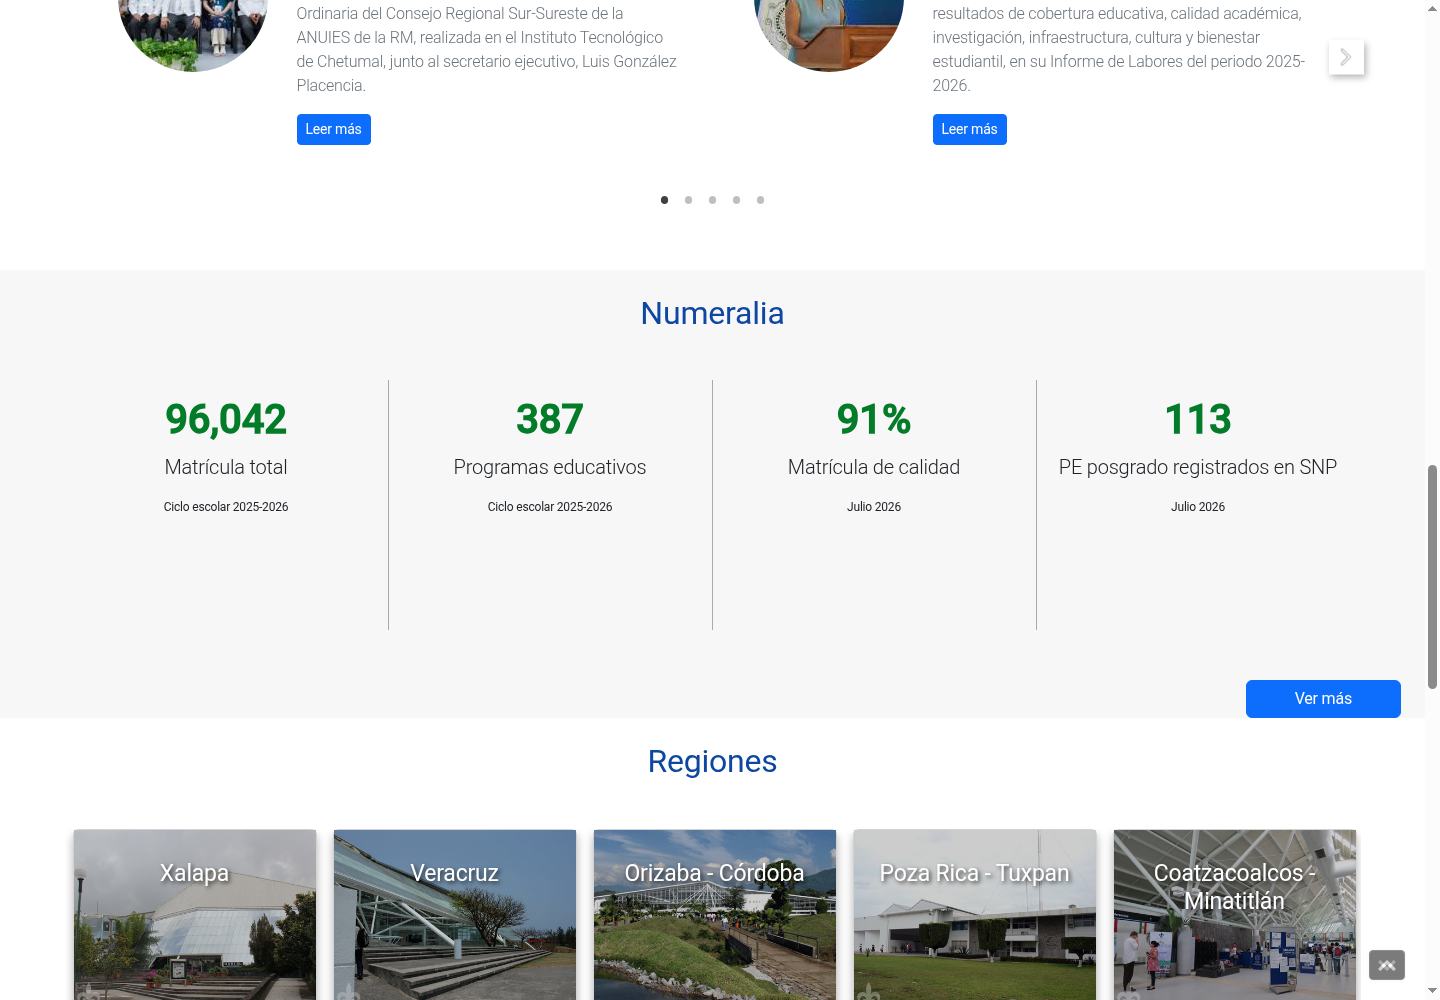 Ordinaria del Consejo Regional Sur-Sureste de la
ANUIES de la RM, realizada en el Instituto Tecnológico
de Chetumal, junto al secretario ejecutivo, Luis González
Placencia.
Leer más
resultados de cobertura educativa, calidad académica,
investigación, infraestructura, cultura y bienestar
estudiantil, en su Informe de Labores del periodo 2025-
2026.
Leer más
Numeralia
96,042
Matrícula total
Ciclo escolar 2025-2026
387
Programas educativos
Ciclo escolar 2025-2026
91%
Matrícula de calidad
Julio 2026
113
PE posgrado registrados en SNP
Julio 2026
Ver más
Regiones
Xalapa
Veracruz
Orizaba - Córdoba
Poza Rica - Tuxpan
Coatzacoalcos -
Minatitlán